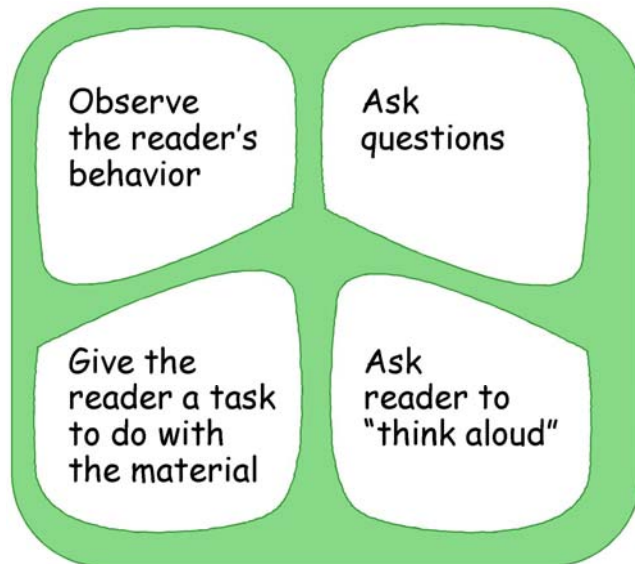 Observe
the reader's
behavior
Ask
questions
Give the
reader a task
to do with
the material
Ask
reader to
"think aloud"